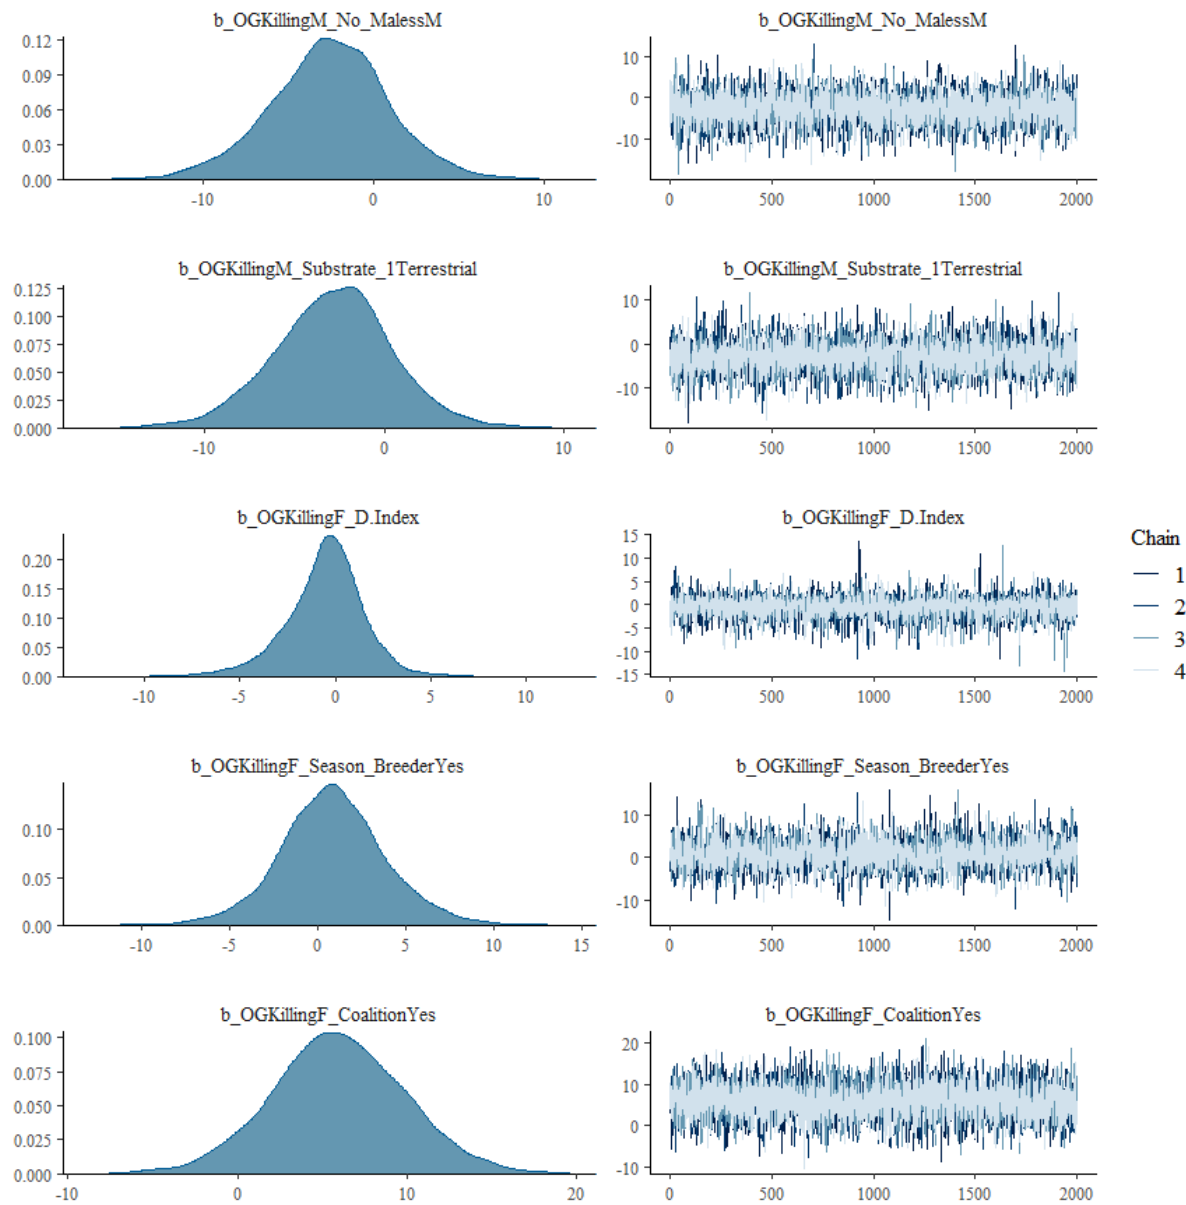 b_OGKillingM_No_MalessM
0.12
0.09
0.06
0.03
0.00
-10 0 10
b_OGKillingM_No_MalessM
10
0
-10
0 500 1000 1500 2000
b_OGKillingM_Substrate_1Terrestrial
0.125
0.100
0.075
0.050
0.025
0.000
-10 0 10
b_OGKillingM_Substrate_1Terrestrial
10
0
-10
0 500 1000 1500 2000
b_OGKillingF_D.Index
0.20
0.15
0.10
0.05
0.00
-10 -5 0 5 10
b_OGKillingF_D.Index
15
10
5
0
-5
-10
-15
0 500 1000 1500 2000
Chain
1
2
3
4
b_OGKillingF_Season_BreederYes
0.10
0.05
0.00
-10 -5 0 5 10 15
b_OGKillingF_Season_BreederYes
10
0
-10
0 500 1000 1500 2000
b_OGKillingF_CoalitionYes
0.100
0.075
0.050
0.025
0.000
-10 0 10 20
b_OGKillingF_CoalitionYes
20
10
0
-10
0 500 1000 1500 2000